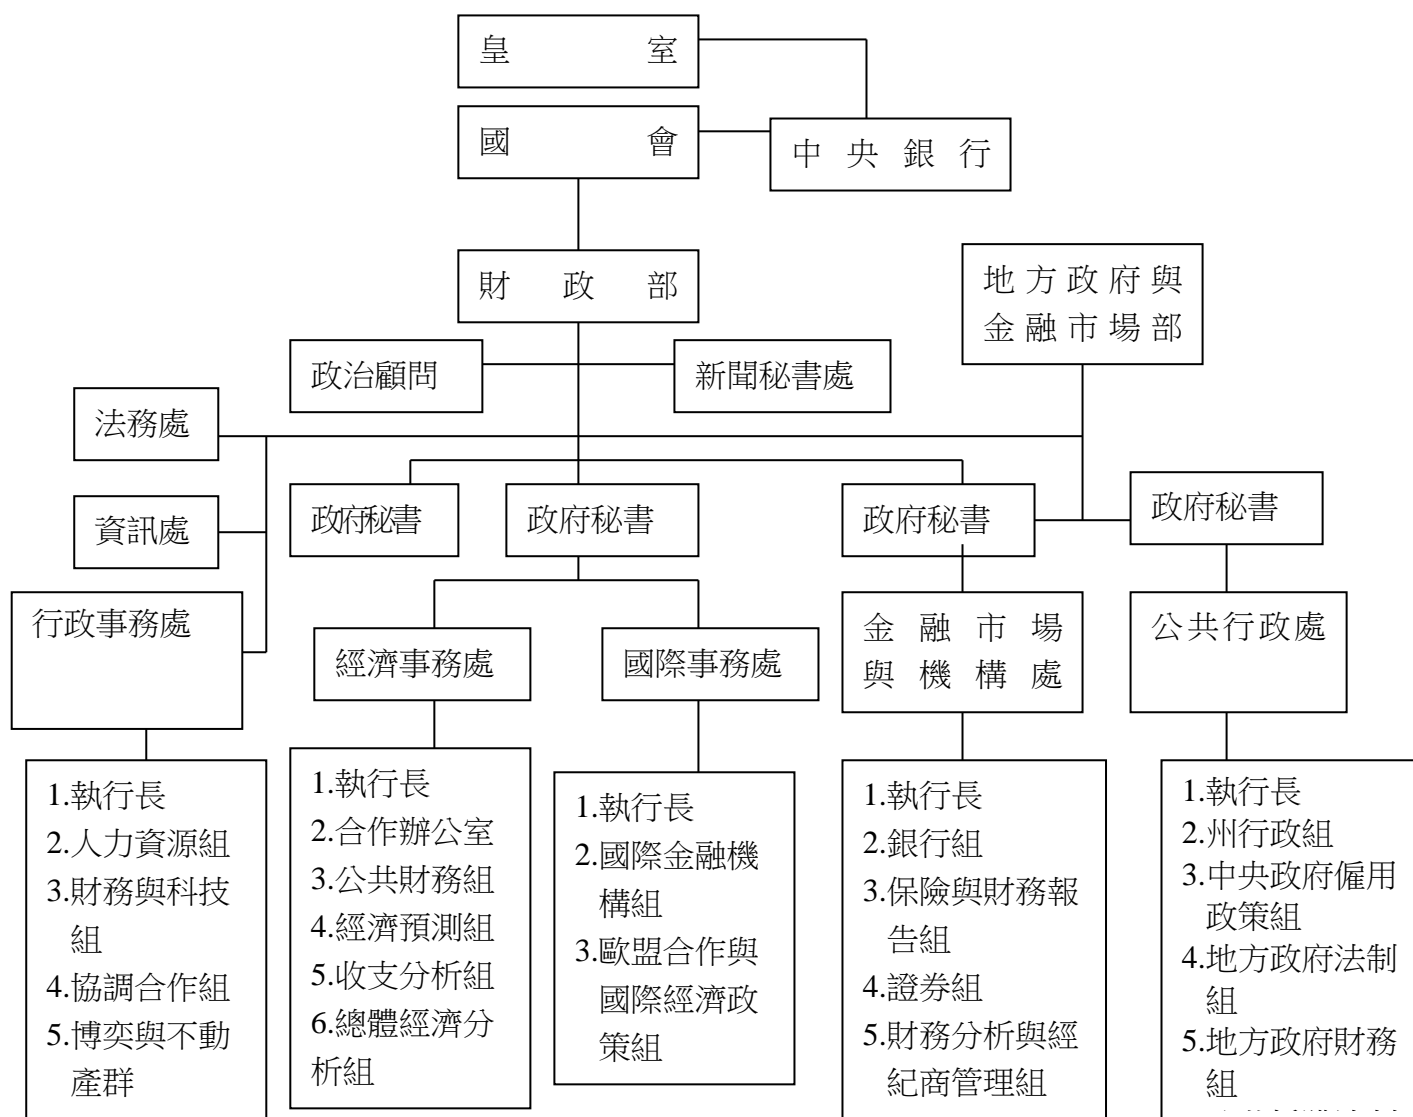 皇室
國會
中央銀行
財政部
地方政府與
金融市場部
政治顧問
新聞秘書處
法務處
資訊處
政府秘書
政府秘書
政府秘書
政府秘書
行政事務處
經濟事務處
國際事務處
金融市場
與機構處
公共行政處
1.執行長
2.人力資源組
3.財務與科技
組
4.協調合作組
5.博奕與不動
產群
1.執行長
2.合作辦公室
3.公共財務組
4.經濟預測組
5.收支分析組
6.總體經濟分
析組
1.執行長
2.國際金融機
構組
3.歐盟合作與
國際經濟政
策組
1.執行長
2.銀行組
3.保險與財務報
告組
4.證券組
5.財務分析與經
紀商管理組
1.執行長
2.州行政組
3.中央政府僱用
政策組
4.地方政府法制
組
5.地方政府財務
組